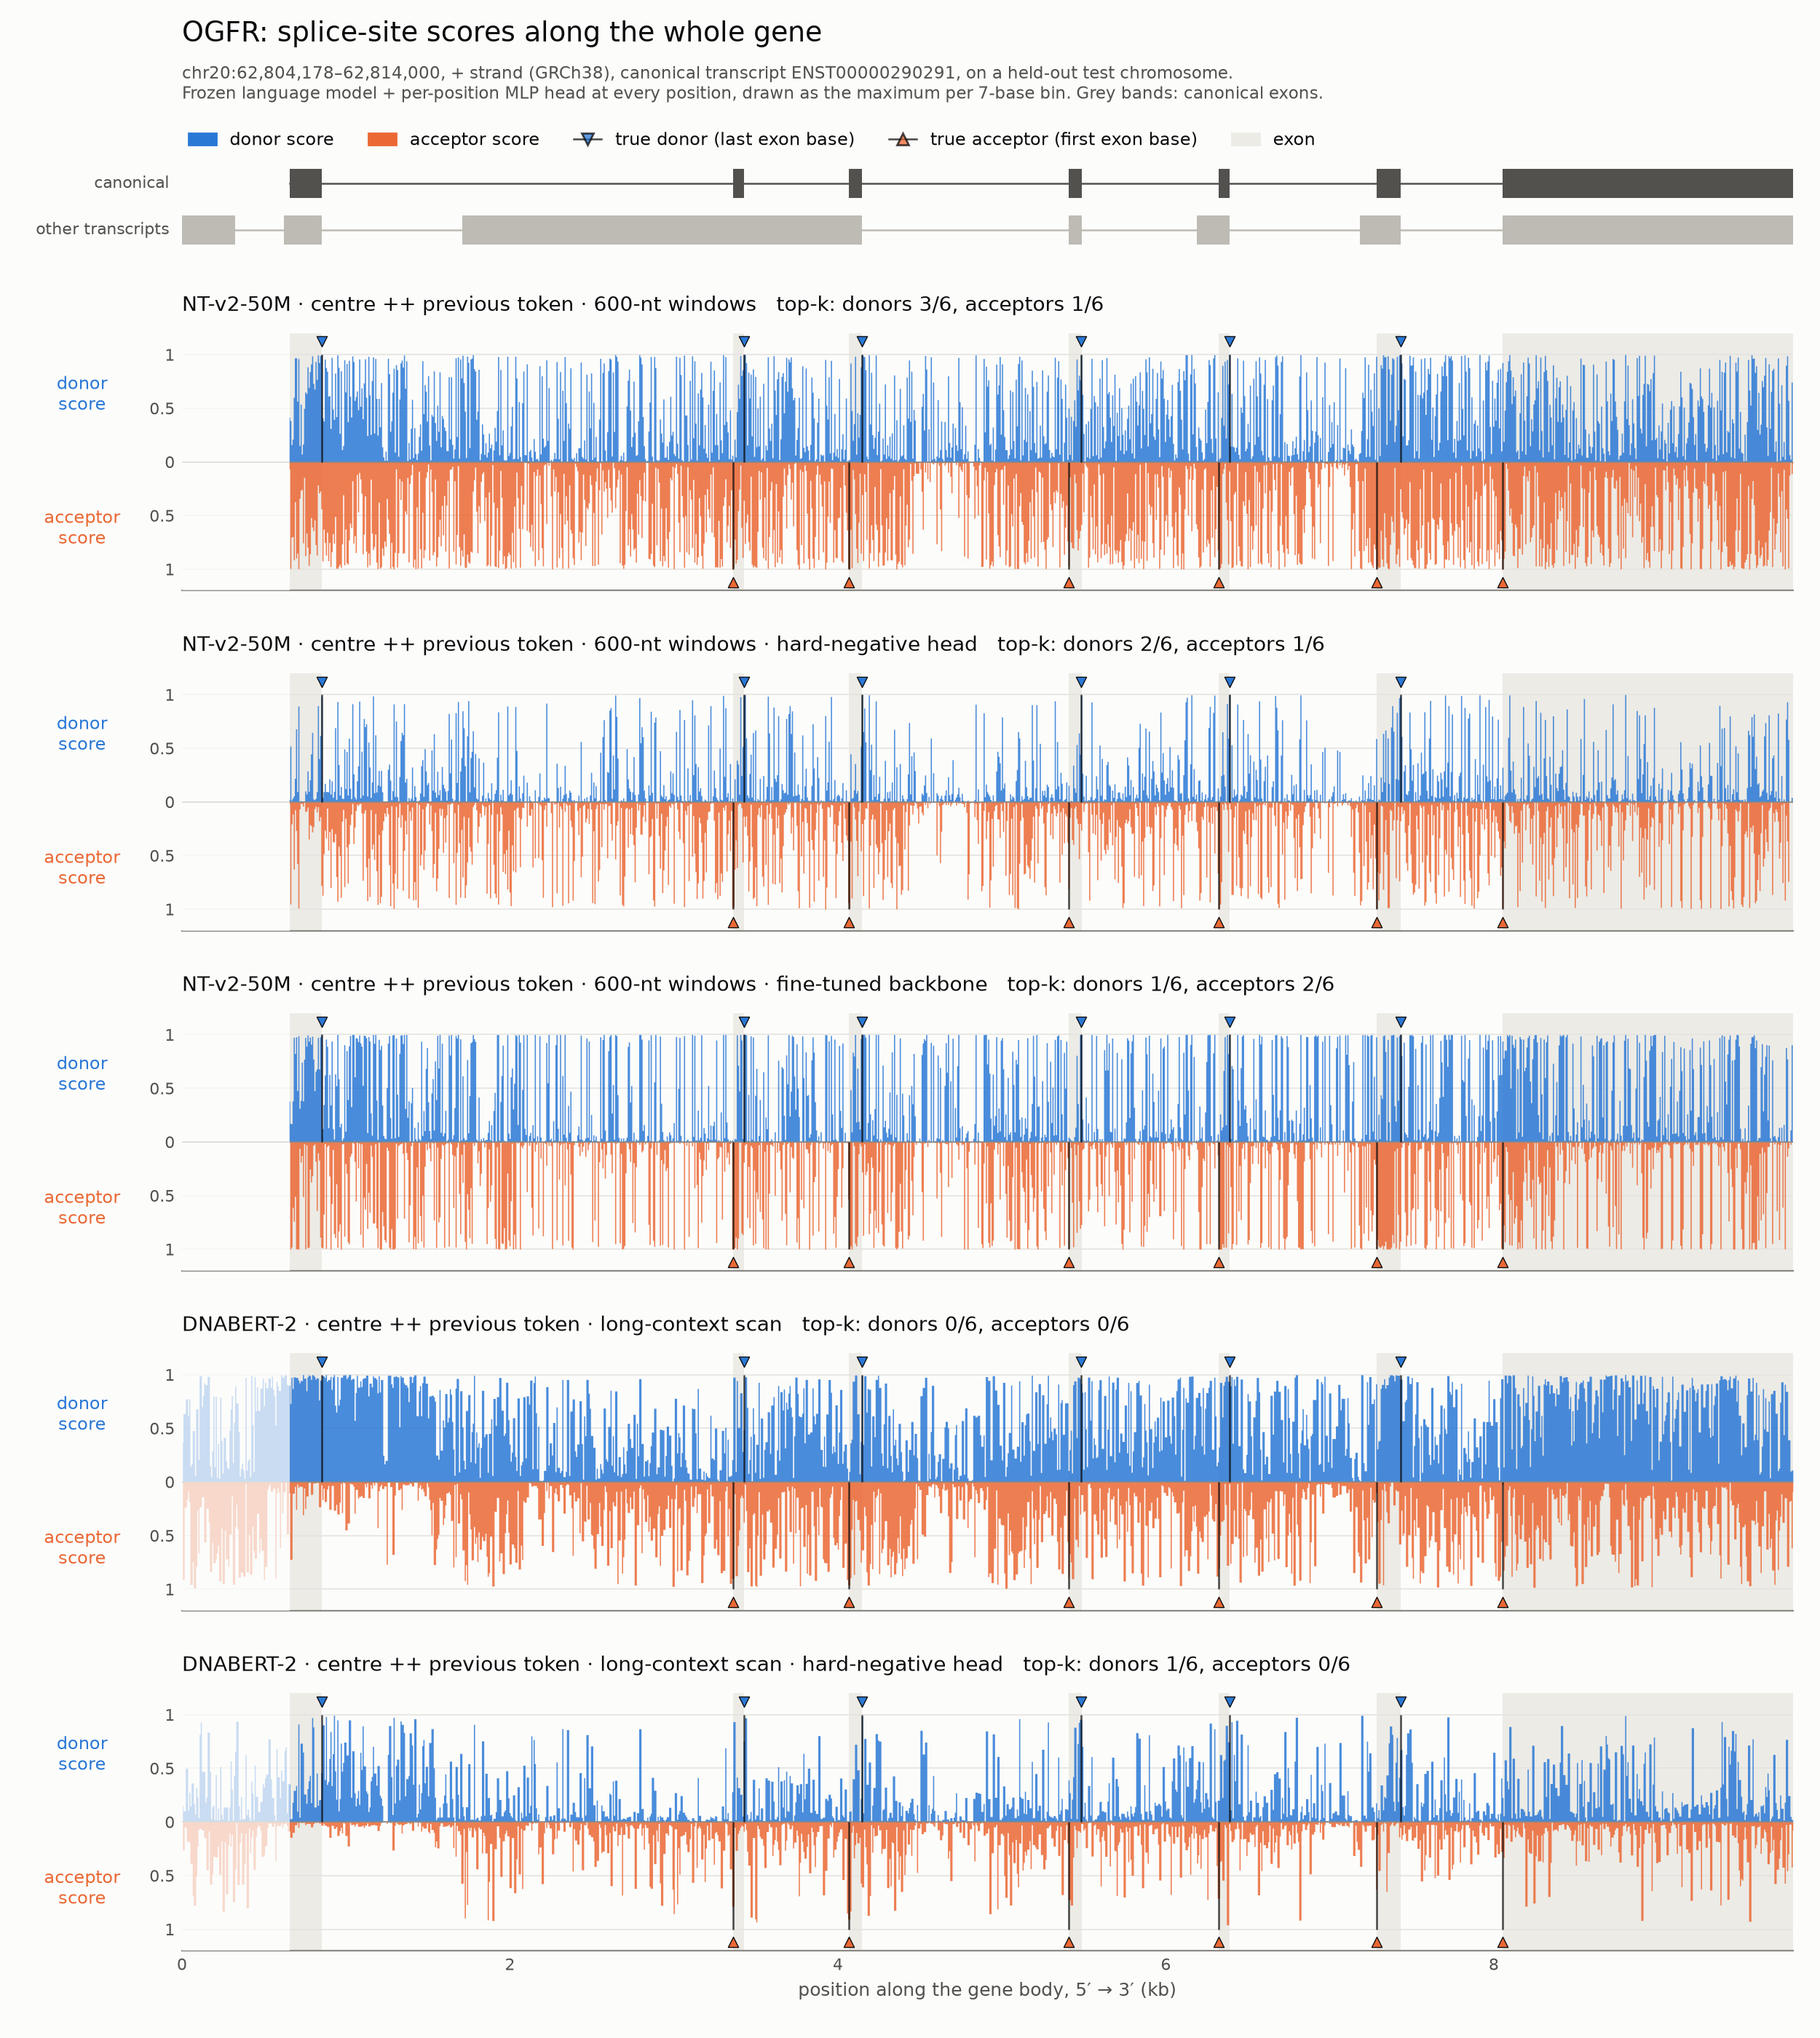 OGFR: splice-site scores along the whole gene
chr20:62,804,178–62,814,000, + strand (GRCh38), canonical transcript ENST00000290291, on a held-out test chromosome.
Frozen language model + per-position MLP head at every position, drawn as the maximum per 7-base bin. Grey bands: canonical exons.
donor score acceptor score true donor (last exon base) true acceptor (first exon base) exon
canonical
other transcripts
NT-v2-50M · centre ++ previous token · 600-nt windows top-k: donors 3/6, acceptors 1/6
1
donor
score
0.5
0
acceptor
score
0.5
1
NT-v2-50M · centre ++ previous token · 600-nt windows · hard-negative head top-k: donors 2/6, acceptors 1/6
1
donor
score
0.5
0
acceptor
score
0.5
1
NT-v2-50M · centre ++ previous token · 600-nt windows · fine-tuned backbone top-k: donors 1/6, acceptors 2/6
1
donor
score
0.5
0
acceptor
score
0.5
1
DNABERT-2 · centre ++ previous token · long-context scan top-k: donors 0/6, acceptors 0/6
1
donor
score
0.5
0
acceptor
score
0.5
1
DNABERT-2 · centre ++ previous token · long-context scan · hard-negative head top-k: donors 1/6, acceptors 0/6
1
donor
score
0.5
0
acceptor
score
0.5
1
0 2 4 6 8
position along the gene body, 5′ → 3′ (kb)